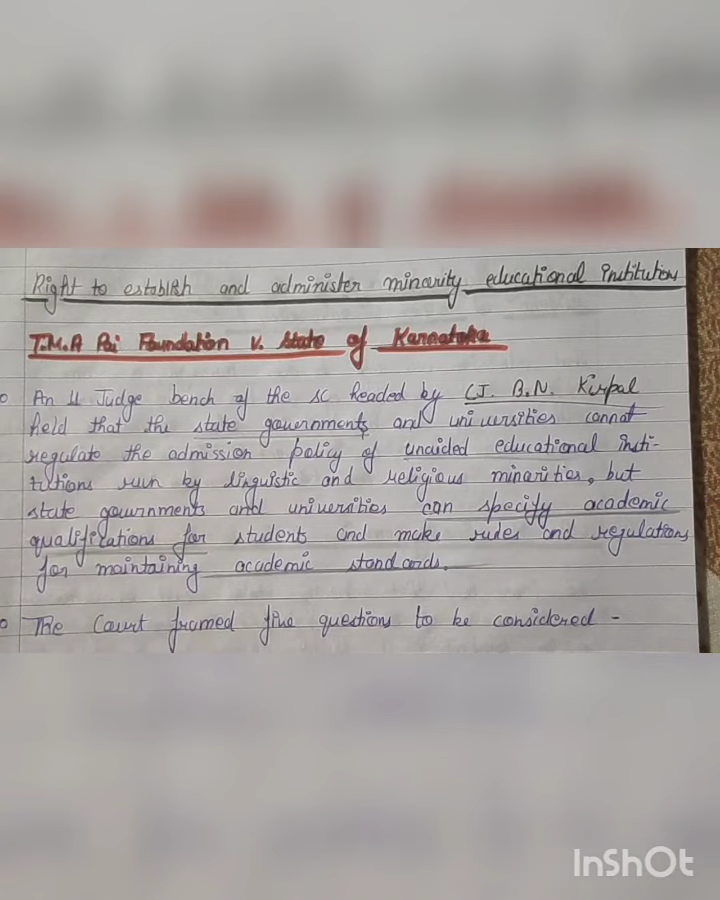 Right to establish and administer minority educational institution
T.M.A Pai Foundation v. State of Karnataka
An 11 Judge bench of the SC headed by CJ. B.N. Kirpal
held that the state governments and universities cannot
regulate the admission policy of unaided educational insti-
tutions run by linguistic and religious minorities, but
state governments and universities can specify academic
qualifications for students and make rules and regulations
for maintaining academic standards.
The Court framed five questions to be considered -
InShOt